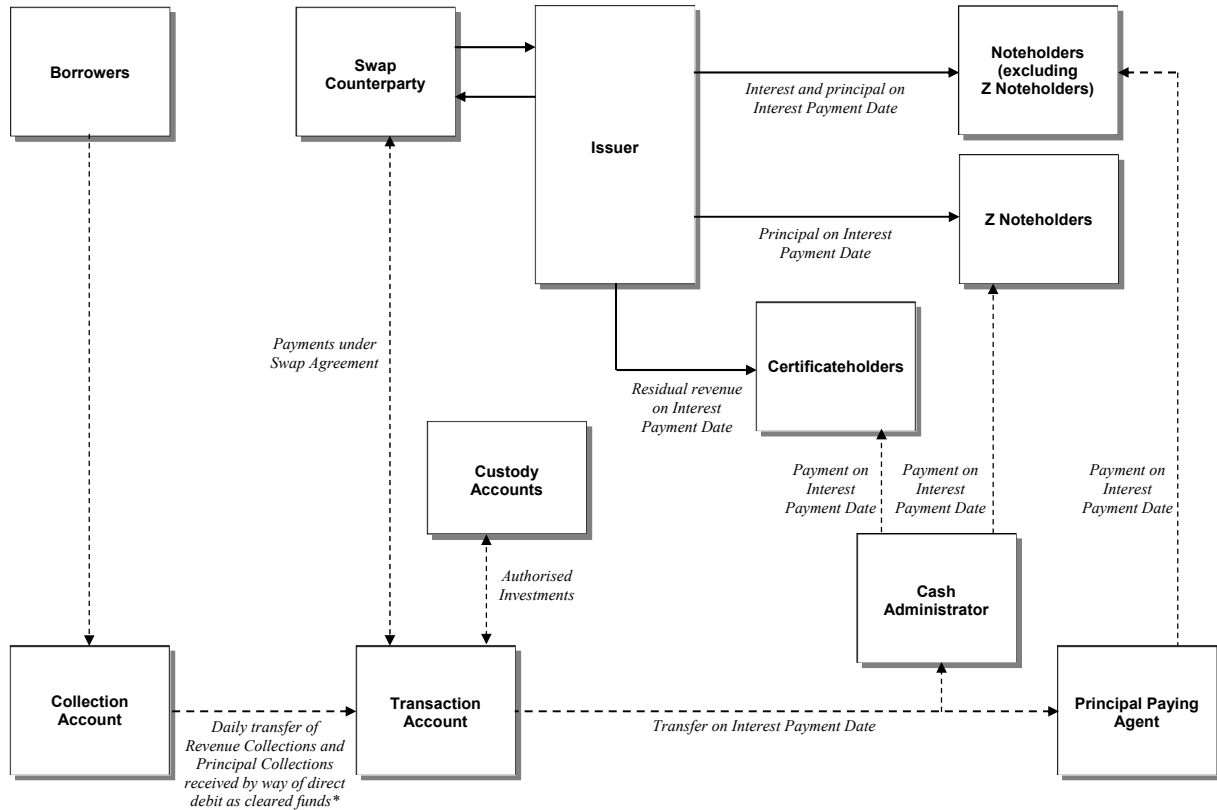 Borrowers
Swap
Counterparty
Issuer
Noteholders
(excluding
Z Noteholders)
Interest and principal on
Interest Payment Date
Z Noteholders
Principal on Interest
Payment Date
Payments under
Swap Agreement
Certificateholders
Residual revenue
on Interest
Payment Date
Custody
Accounts
Payment on
Interest
Payment Date
Payment on
Interest
Payment Date
Payment on
Interest
Payment Date
Authorised
Investments
Cash
Administrator
Collection
Account
Transaction
Account
Principal Paying
Agent
Daily transfer of
Revenue Collections and
Principal Collections
received by way of direct
debit as cleared funds*
Transfer on Interest Payment Date